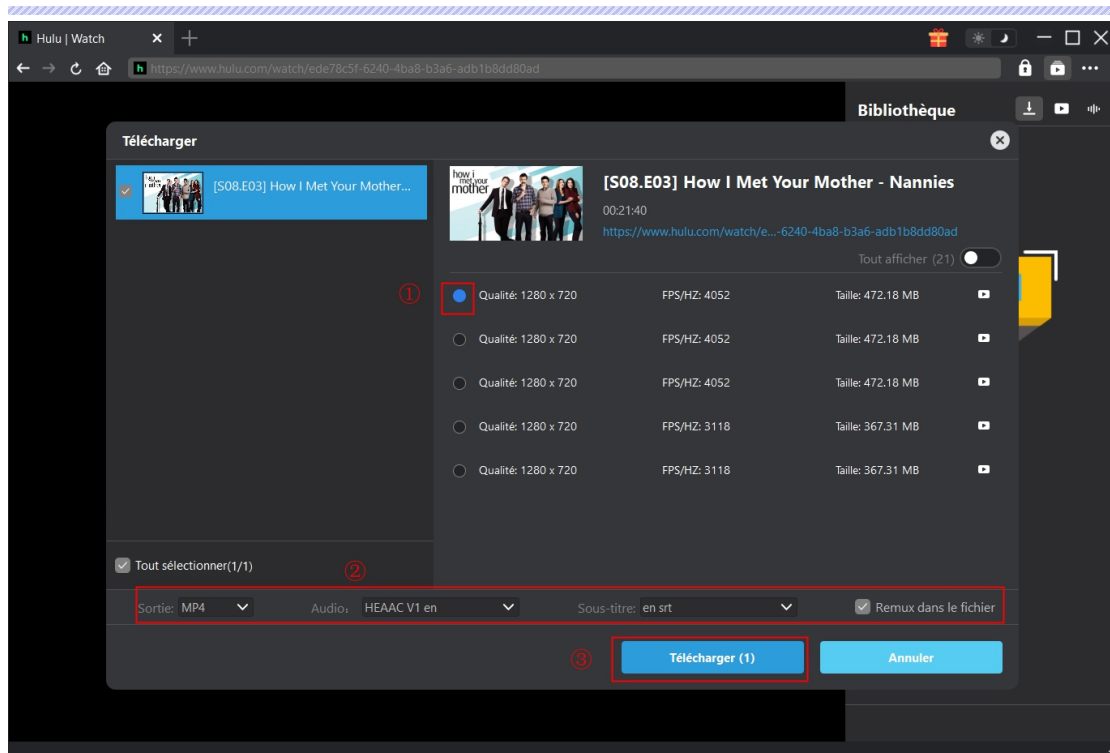 Hulu | Watch
https://www.hulu.com/watch/ede78c5f-6240-4ba8-b3a6-adb1b8dd80ad
Bibliothèque
Télécharger
[S08.E03] How I Met Your Mother...
how i met your mother
[S08.E03] How I Met Your Mother - Nannies
00:21:40
https://www.hulu.com/watch/e...-6240-4ba8-b3a6-adb1b8dd80ad
Tout afficher (21)
① Qualité: 1280 x 720 FPS/HZ: 4052 Taille: 472.18 MB
Qualité: 1280 x 720 FPS/HZ: 4052 Taille: 472.18 MB
Qualité: 1280 x 720 FPS/HZ: 4052 Taille: 472.18 MB
Qualité: 1280 x 720 FPS/HZ: 3118 Taille: 367.31 MB
Qualité: 1280 x 720 FPS/HZ: 3118 Taille: 367.31 MB
Tout sélectionner(1/1)
②
Sortie: MP4 Audio: HEAAC V1 en Sous-titre: en srt Remux dans le fichier
③ Télécharger (1) Annuler